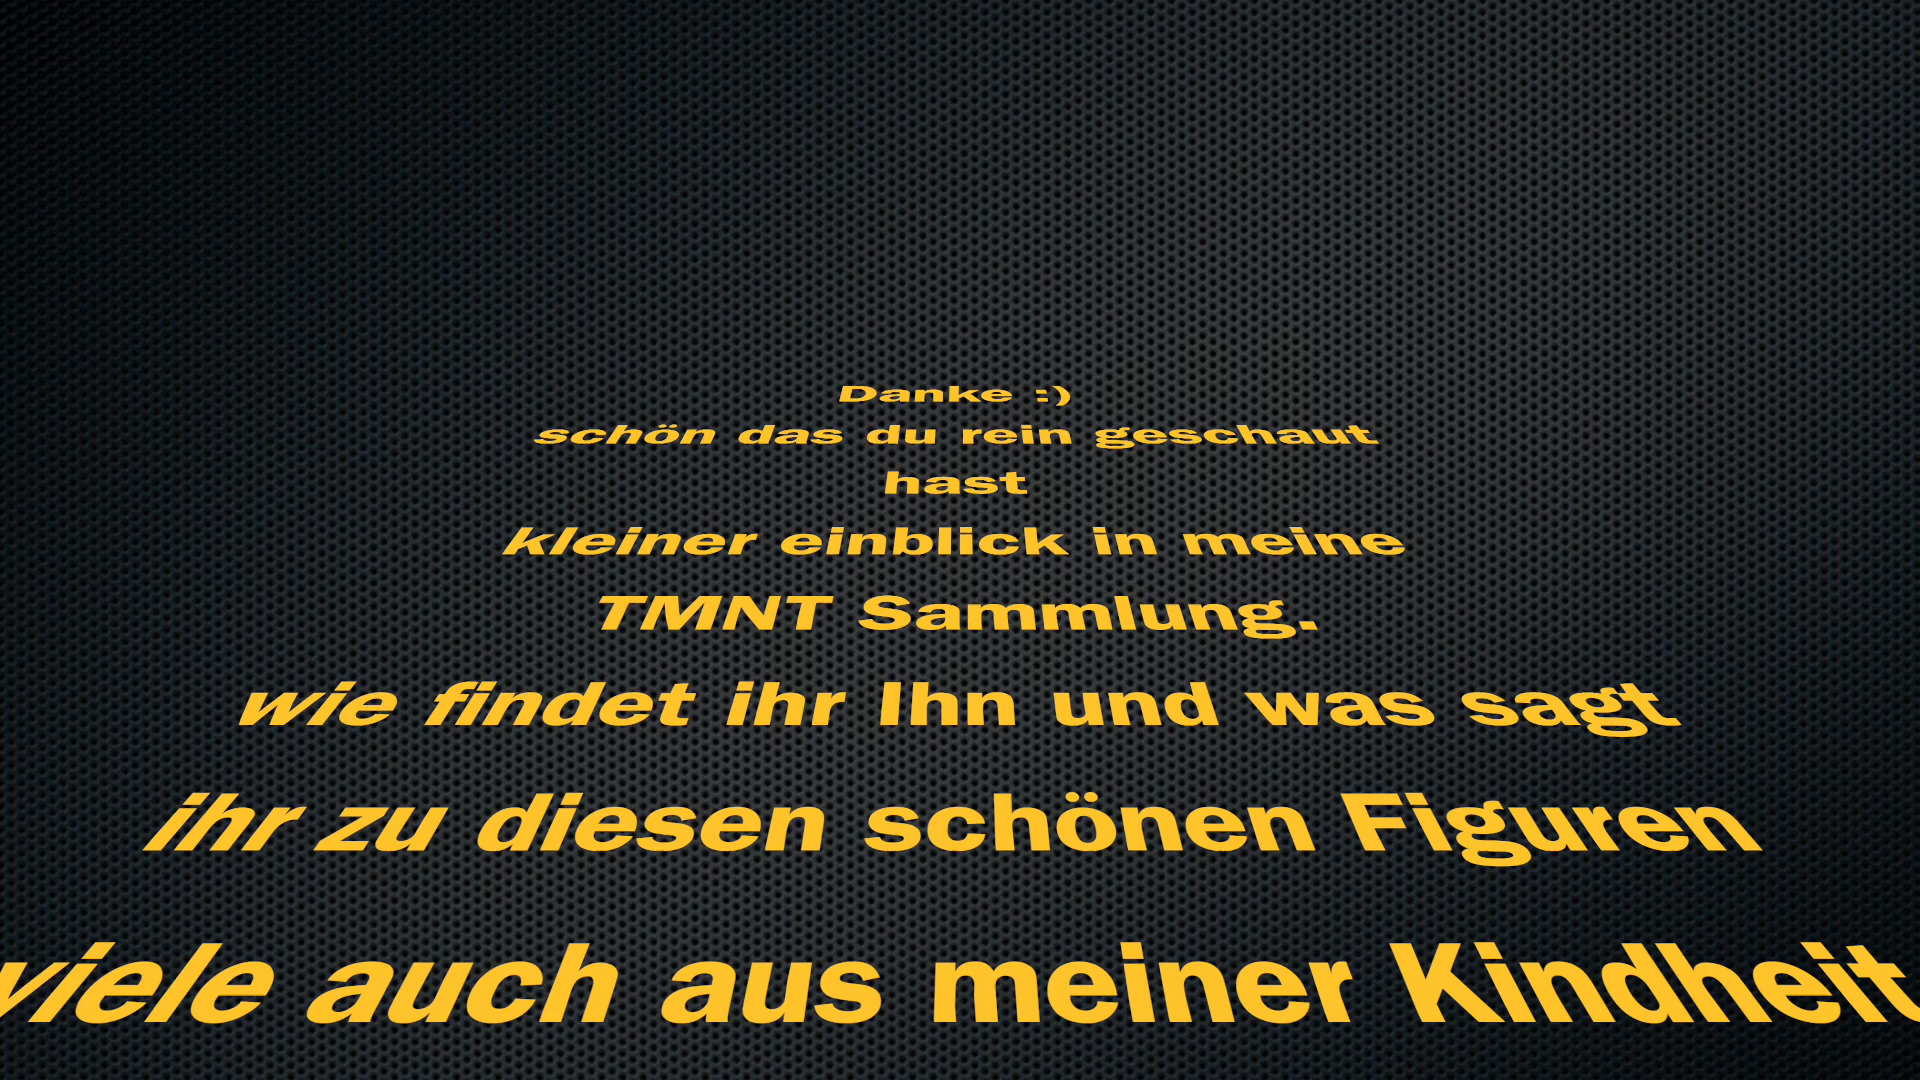 Danke :)
schön das du rein geschaut
hast
kleiner einblick in meine
TMNT Sammlung.
wie findet ihr Ihn und was sagt
ihr zu diesen schönen Figuren
viele auch aus meiner Kindheit